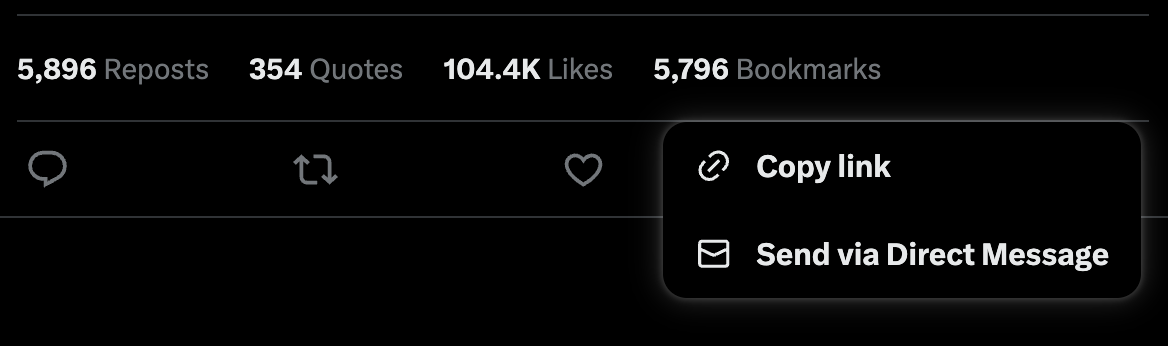 5,896 Reposts 354 Quotes 104.4K Likes 5,796 Bookmarks
Copy link
Send via Direct Message